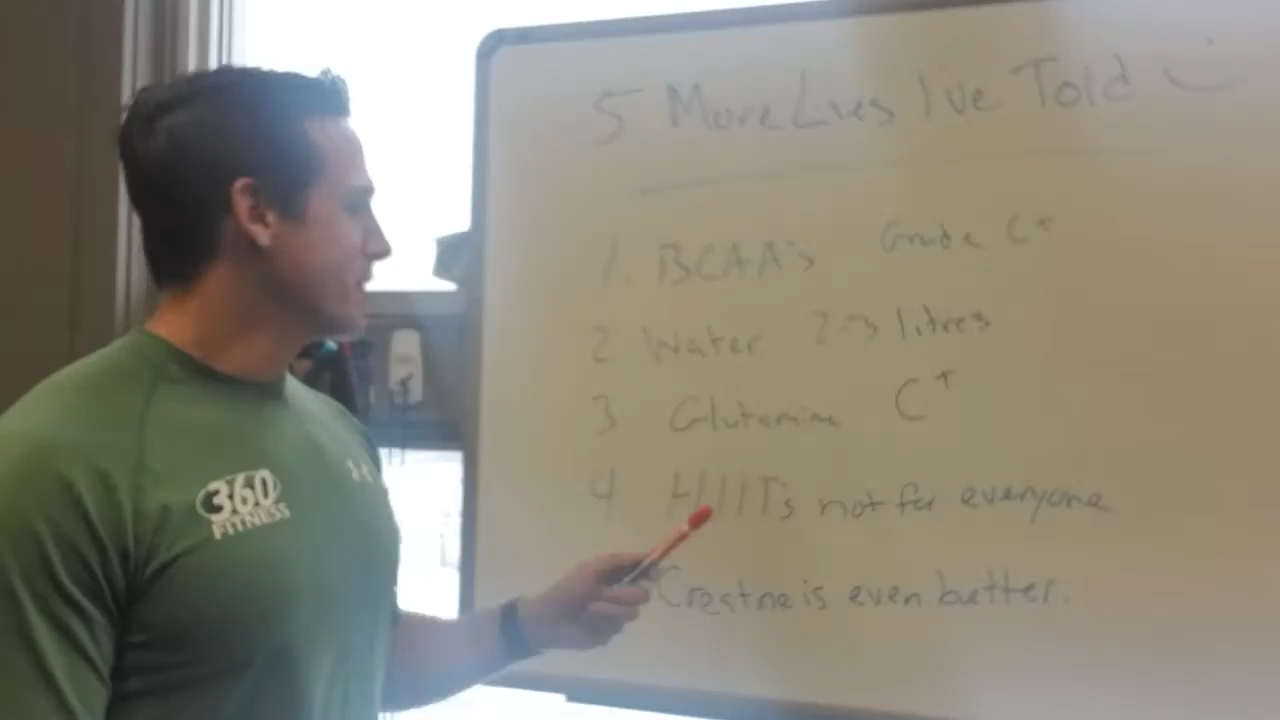 5 More Lies I've Told
1. BCAA's Grade C+
2 Water 2-3 litres
3 Glutamine C+
4 HIIT's not for everyone
Creatne is even better.
360
FITNESS